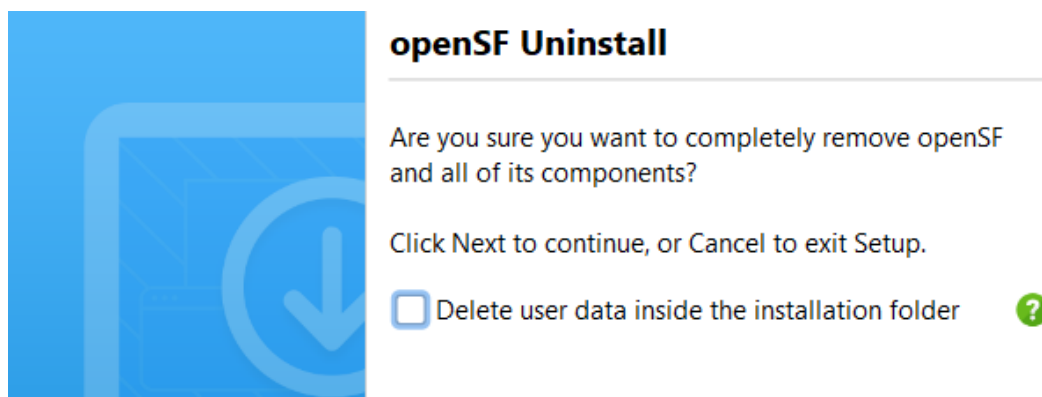 openSF Uninstall
Are you sure you want to completely remove openSF
and all of its components?
Click Next to continue, or Cancel to exit Setup.
Delete user data inside the installation folder
?